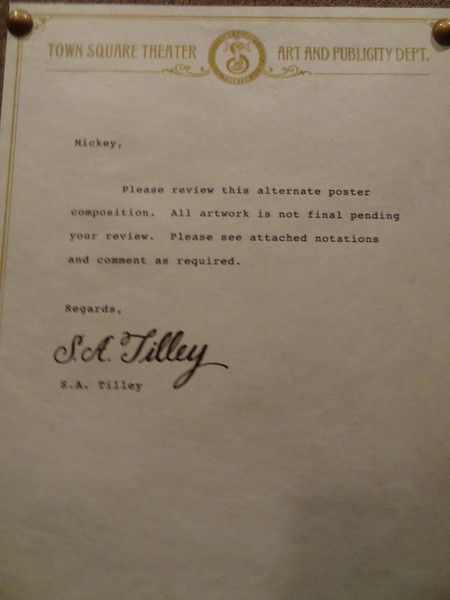 TOWN SQUARE THEATER ART AND PUBLICITY DEPT.
THEATER
Mickey,
Please review this alternate poster
composition. All artwork is not final pending
your review. Please see attached notations
and comment as required.
Regards,
S.A. Tilley
S.A. Tilley